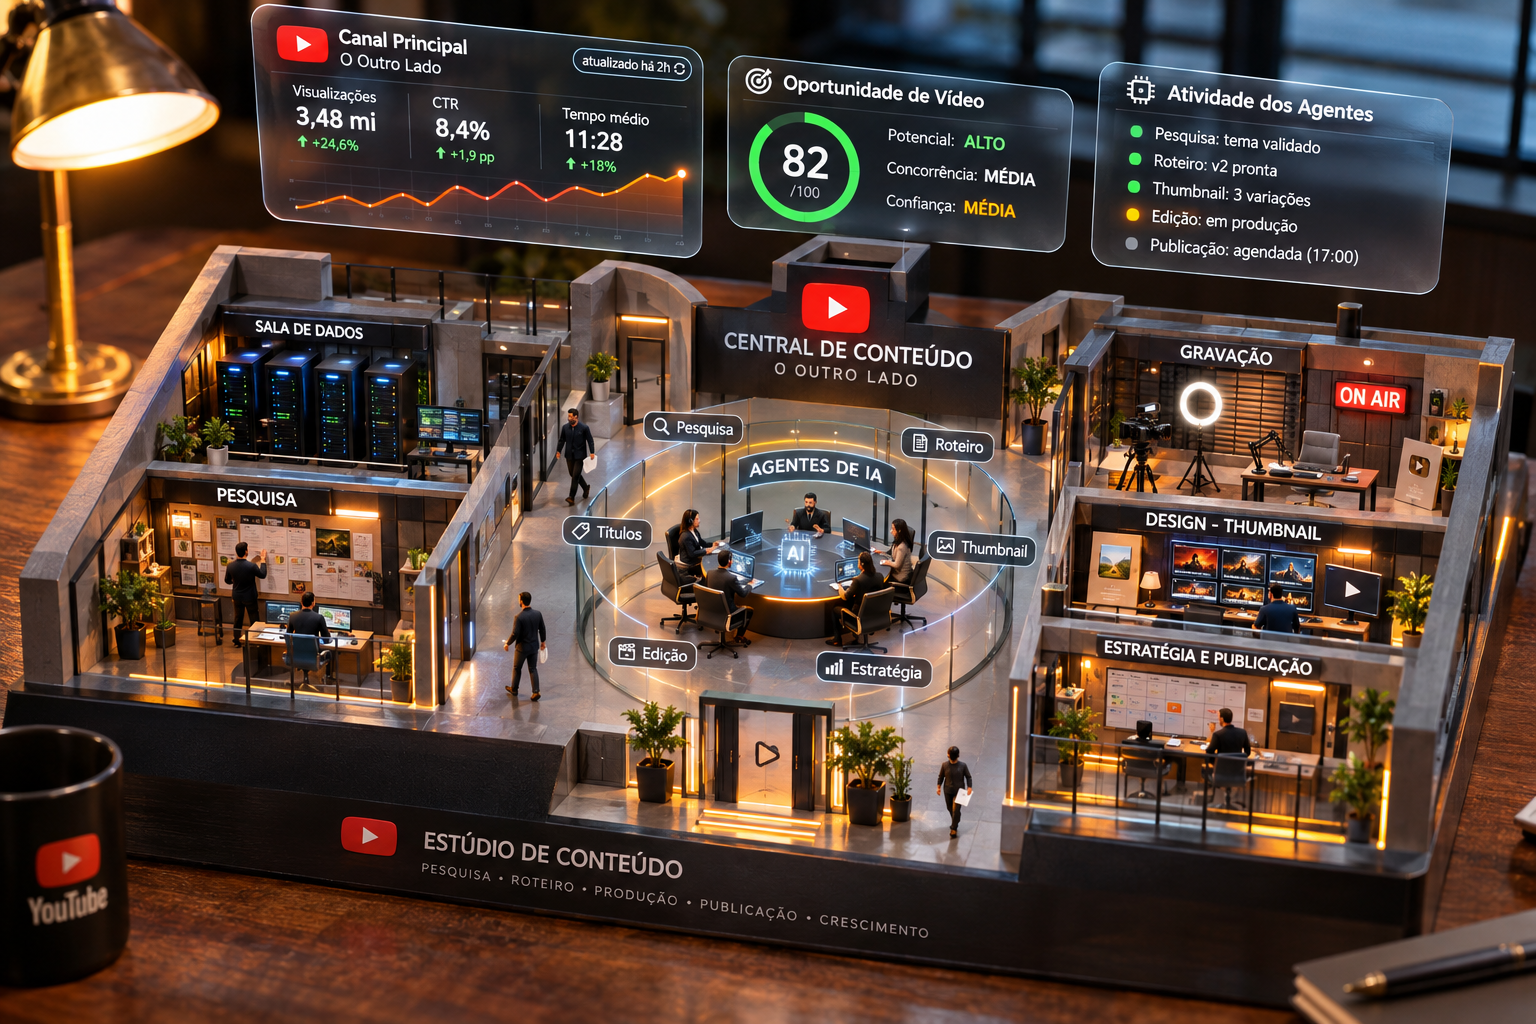 Canal Principal
O Outro Lado
atualizado há 2h
Visualizações
3,48 mi
+24,6%
CTR
8,4%
+1,9 pp
Tempo médio
11:28
+18%
Oportunidade de Vídeo
82
/100
Potencial: ALTO
Concorrência: MÉDIA
Confiança: MÉDIA
Atividade dos Agentes
Pesquisa: tema validado
Roteiro: v2 pronta
Thumbnail: 3 variações
Edição: em produção
Publicação: agendada (17:00)
SALA DE DADOS
CENTRAL DE CONTEÚDO
O OUTRO LADO
GRAVAÇÃO
ON AIR
PESQUISA
Pesquisa
Roteiro
AGENTES DE IA
Títulos
Thumbnail
AI
Edição
Estratégia
DESIGN - THUMBNAIL
ESTRATÉGIA E PUBLICAÇÃO
ESTÚDIO DE CONTEÚDO
PESQUISA • ROTEIRO • PRODUÇÃO • PUBLICAÇÃO • CRESCIMENTO
YouTube